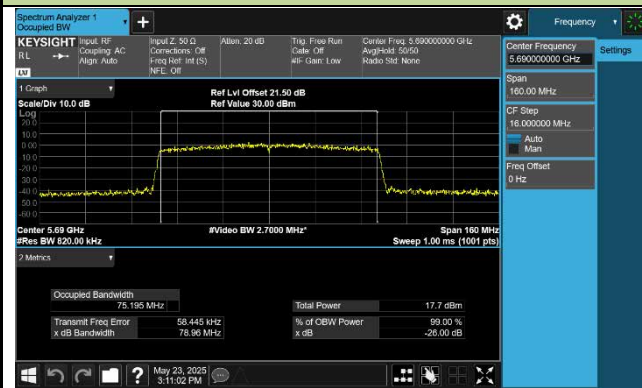 Spectrum Analyzer 1
Occupied BW
+
Frequency
KEYSIGHT
RL
LXI
Input: RF
Coupling: AC
Align: Auto
Input Z: 50 Ω
Corrections: Off
Freq Ref: Int (S)
NFE: Off
Atten: 20 dB
Trig: Free Run
Gate: Off
#IF Gain: Low
Center Freq: 5.690000000 GHz
Avg|Hold: 50/50
Radio Std: None
Center Frequency
5.690000000 GHz
Settings
Span
160.00 MHz
CF Step
16.000000 MHz
Auto
Man
Freq Offset
0 Hz
1 Graph
Scale/Div 10.0 dB
Ref Lvl Offset 21.50 dB
Ref Value 30.00 dBm
Log
20.0
10.0
0.00
-10.0
-20.0
-30.0
-40.0
-50.0
-60.0
Center 5.69 GHz
#Video BW 2.7000 MHz*
Span 160 MHz
#Res BW 820.00 kHz
Sweep 1.00 ms (1001 pts)
2 Metrics
Occupied Bandwidth
75.195 MHz
Total Power 17.7 dBm
Transmit Freq Error 58.445 kHz
% of OBW Power 99.00 %
x dB Bandwidth 78.96 MHz
x dB -26.00 dB
?
May 23, 2025
3:11:02 PM